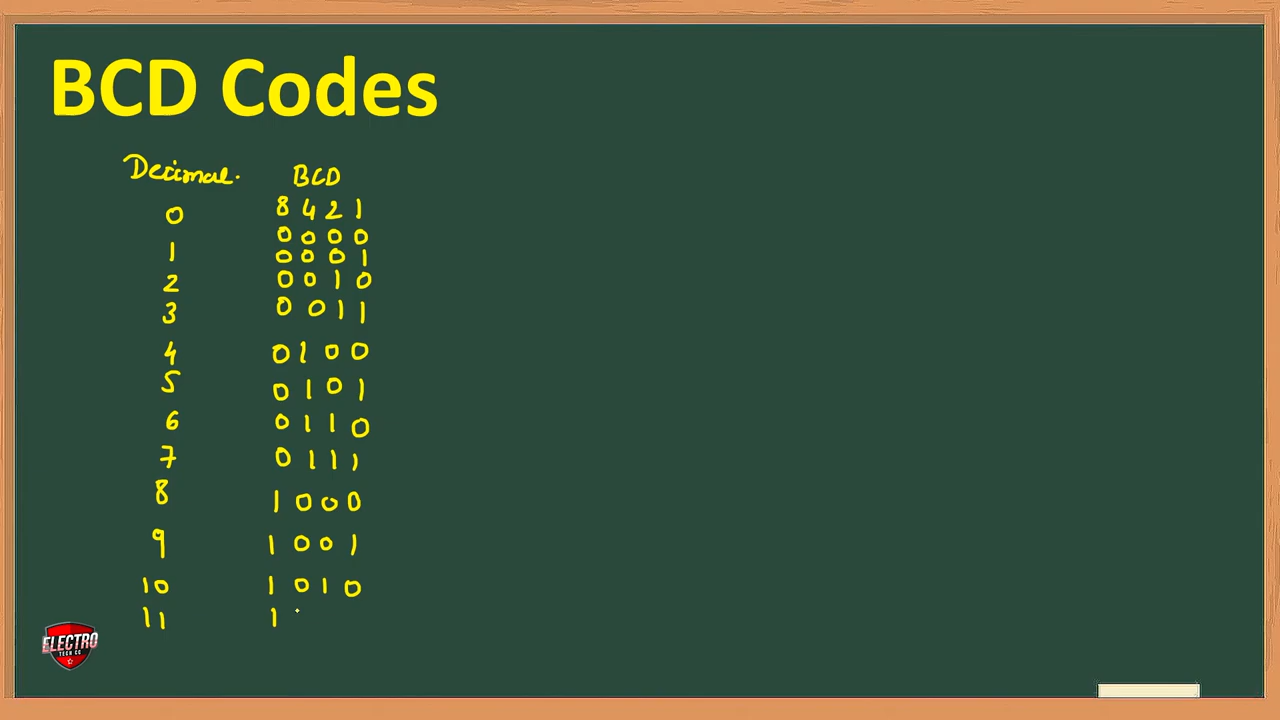 BCD Codes
Decimal. BCD
0 8 4 2 1
0 0 0 0
1 0 0 0 1
2 0 0 1 0
3 0 0 1 1
4 0 1 0 0
5 0 1 0 1
6 0 1 1 0
7 0 1 1 1
8 1 0 0 0
9 1 0 0 1
10 1 0 1 0
11 1
ELECTRO
TECH CC